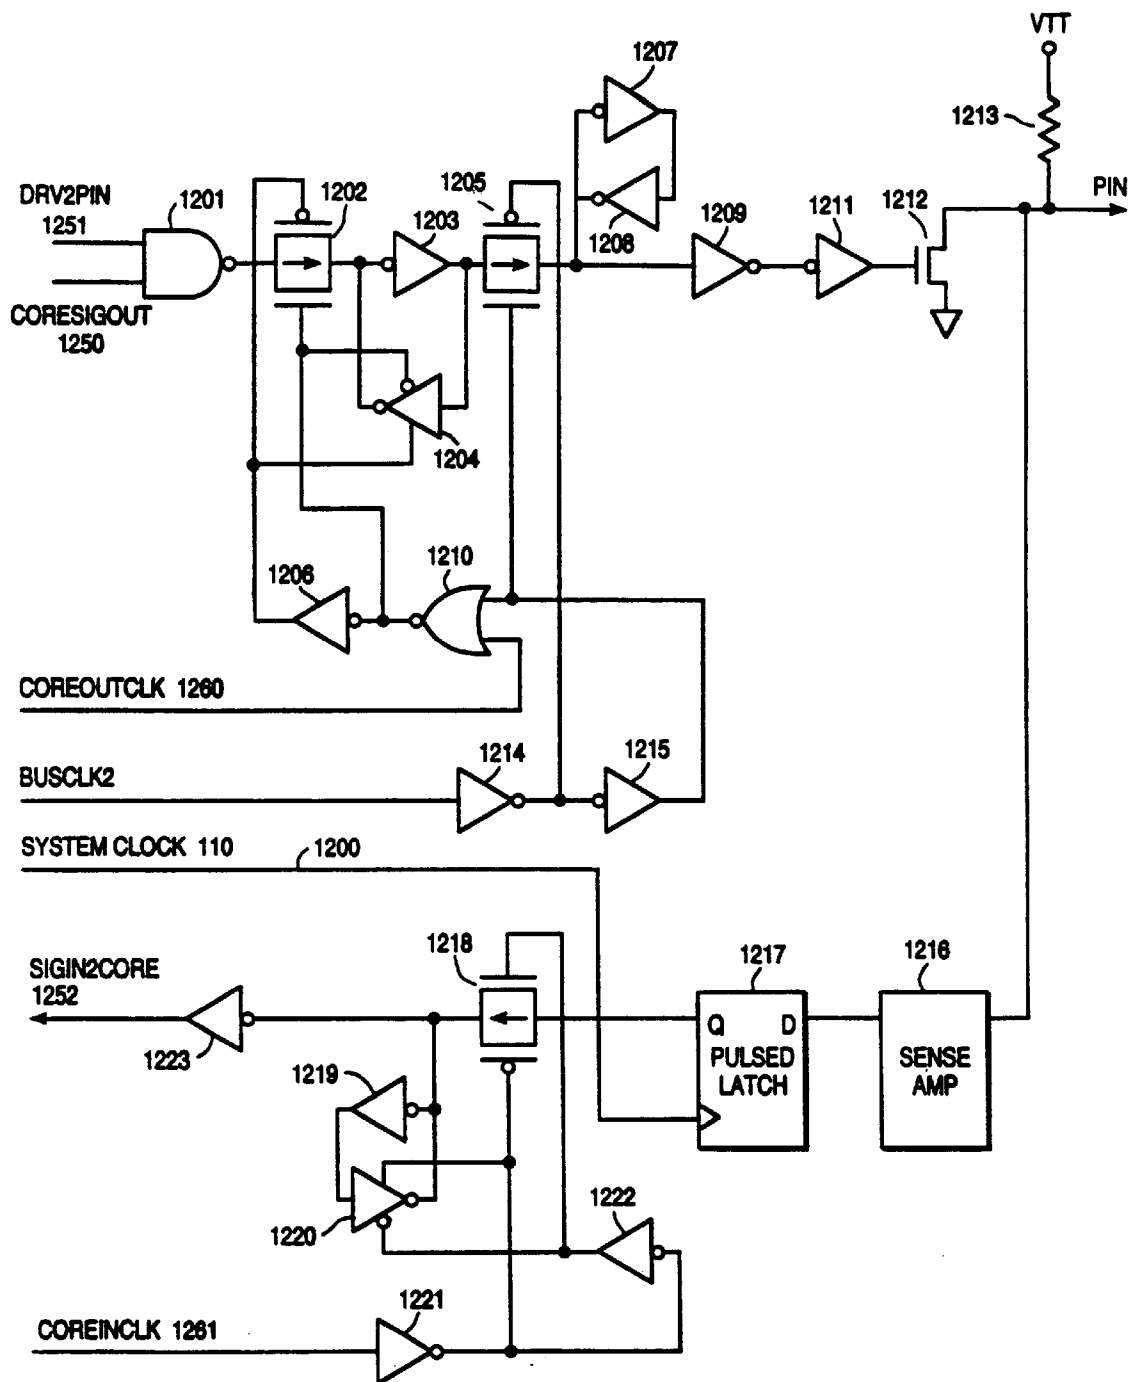 VTT
1207
1213
1205
PIN
DRV2PIN
1251
1201
1202
1203
1208
1209
1211
1212
CORESIGOUT
1250
1204
1210
1206
COREOUTCLK 1260
1214
1215
BUSCLK2
SYSTEM CLOCK 110
1200
1218
1217
1216
SIGIN2CORE
1252
1223
Q
D
PULSED
LATCH
SENSE
AMP
1219
1220
1222
1221
COREINCLK 1261